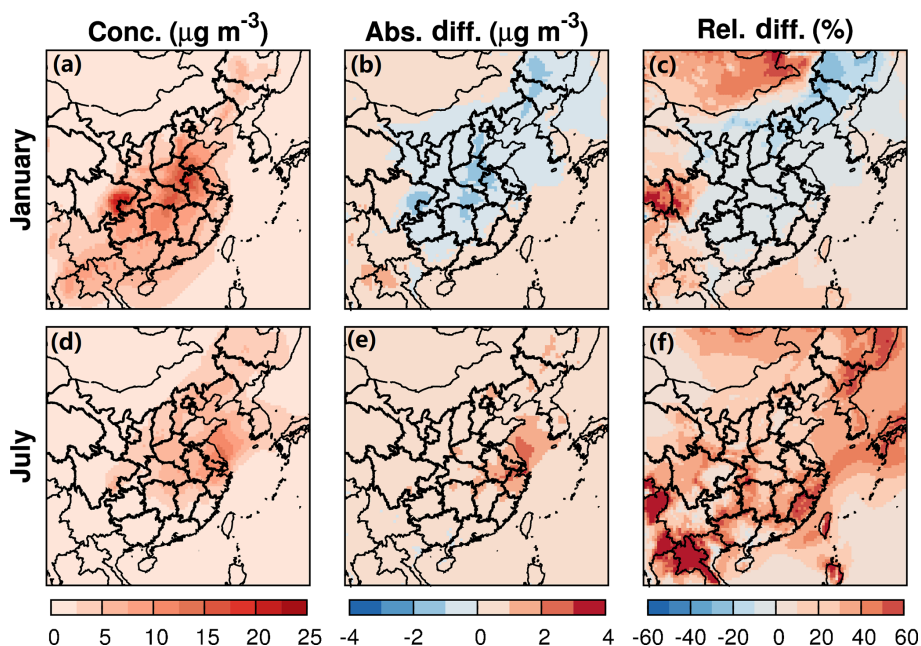 Conc. (μg m⁻³) Abs. diff. (μg m⁻³) Rel. diff. (%)
January
(a) (b) (c)
July
(d) (e) (f)
0 5 10 15 20 25 -4 -2 0 2 4 -60 -40 -20 0 20 40 60